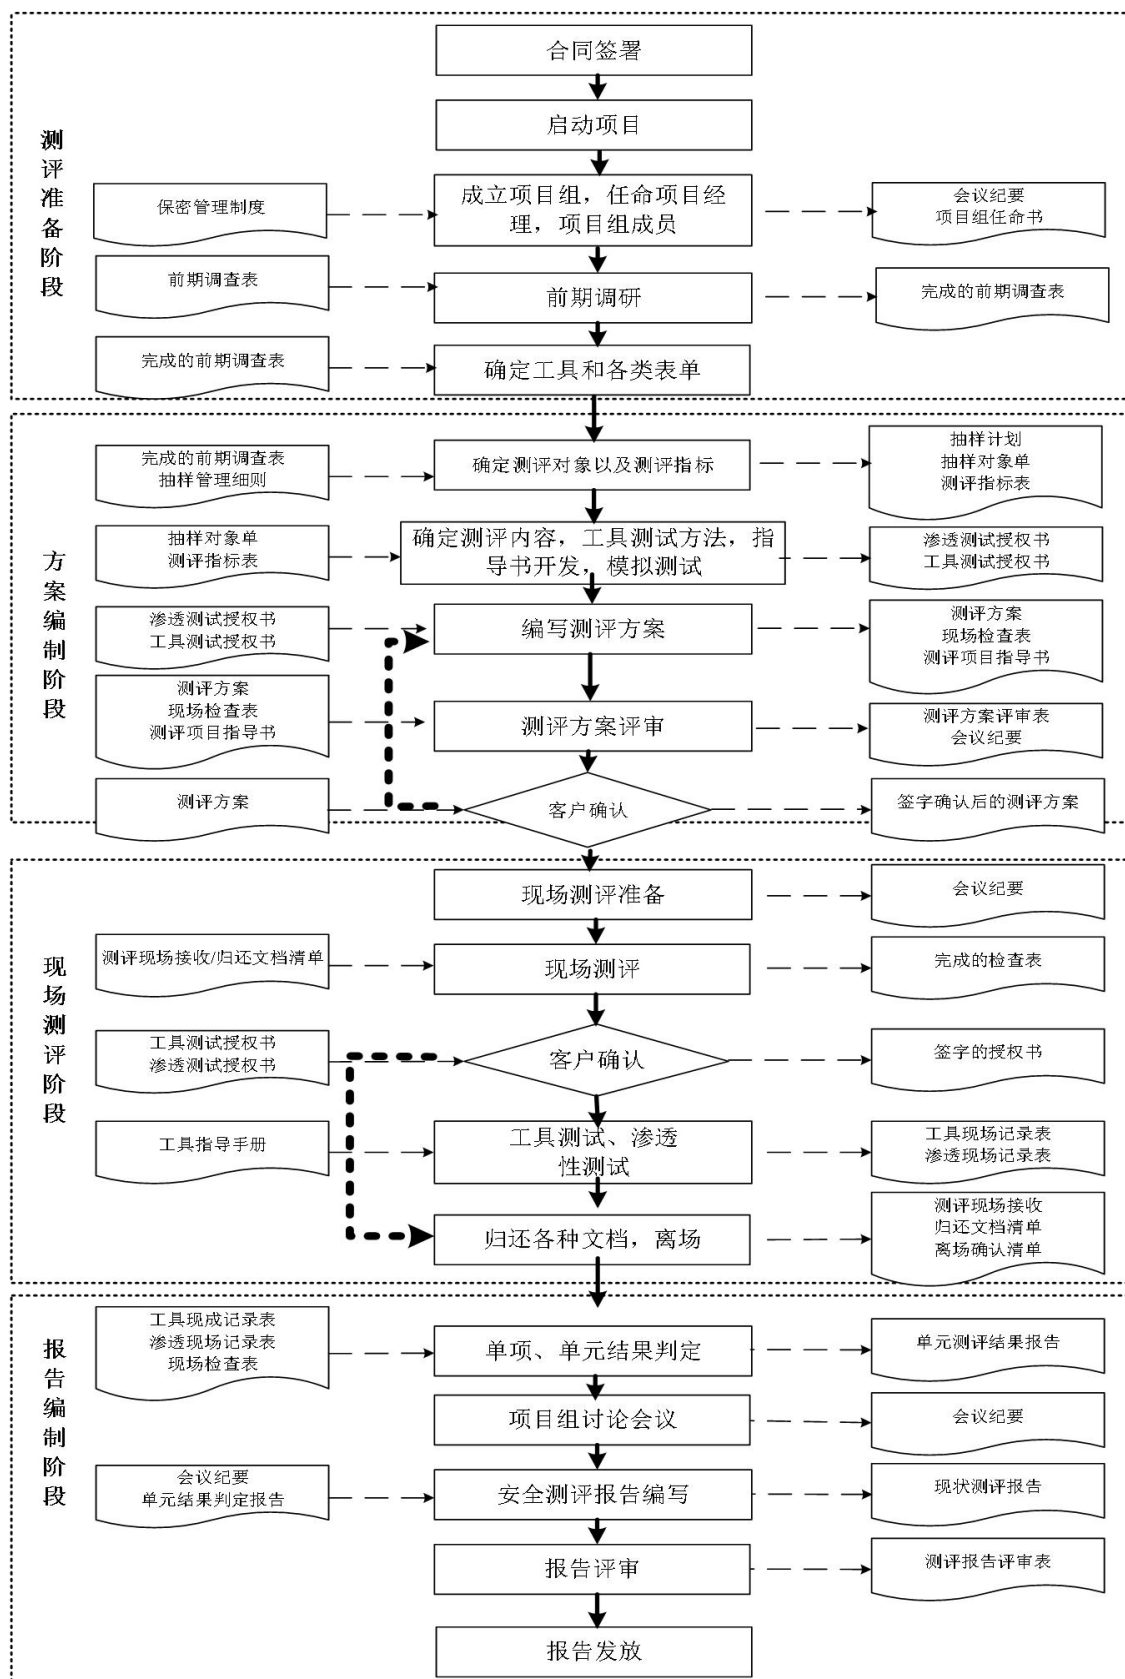 测评准备阶段
合同签署
启动项目
保密管理制度
成立项目组，任命项目经
理，项目组成员
会议纪要
项目组任命书
前期调查表
前期调研
完成的前期调查表
完成的前期调查表
确定工具和各类表单
方案编制阶段
完成的前期调查表
抽样管理细则
确定测评对象以及测评指标
抽样计划
抽样对象单
测评指标表
抽样对象单
测评指标表
确定测评内容，工具测试方法，指
导书开发，模拟测试
渗透测试授权书
工具测试授权书
渗透测试授权书
工具测试授权书
编写测评方案
测评方案
现场检查表
测评项目指导书
测评方案
现场检查表
测评项目指导书
测评方案评审
测评方案评审表
会议纪要
测评方案
客户确认
签字确认后的测评方案
现场测评阶段
现场测评准备
会议纪要
测评现场接收/归还文档清单
现场测评
完成的检查表
工具测试授权书
渗透测试授权书
客户确认
签字的授权书
工具指导手册
工具测试、渗透
性测试
工具现场记录表
渗透现场记录表
归还各种文档，离场
测评现场接收
归还文档清单
离场确认清单
报告编制阶段
工具现成记录表
渗透现场记录表
现场检查表
单项、单元结果判定
单元测评结果报告
项目组讨论会议
会议纪要
会议纪要
单元结果判定报告
安全测评报告编写
现状测评报告
报告评审
测评报告评审表
报告发放